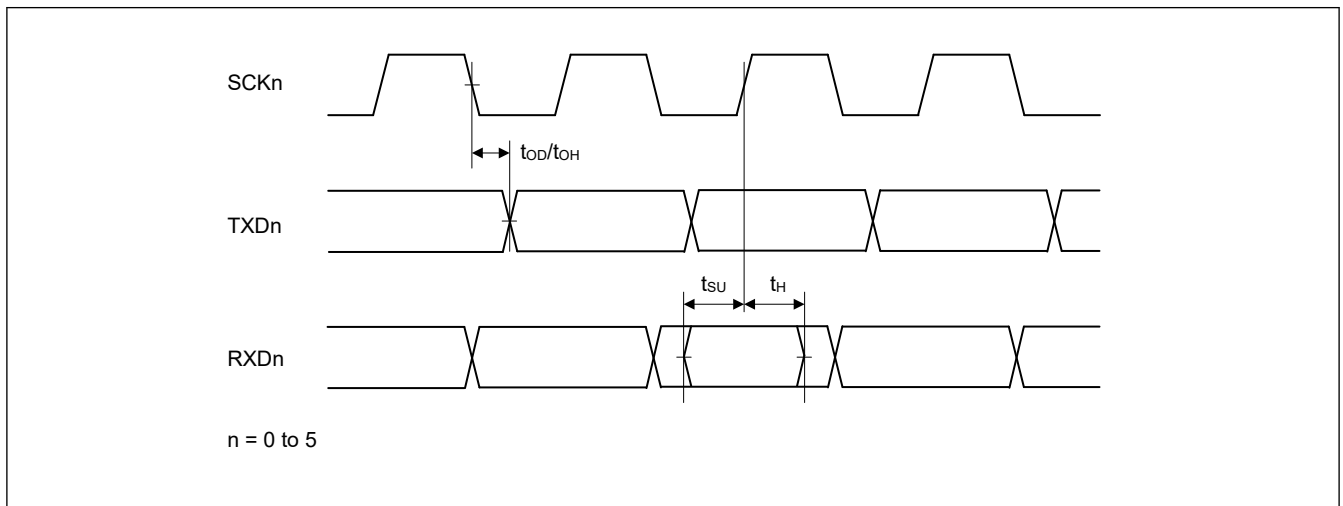 SCKn
tOD/tOH
TXDn
tSU tH
RXDn
n = 0 to 5